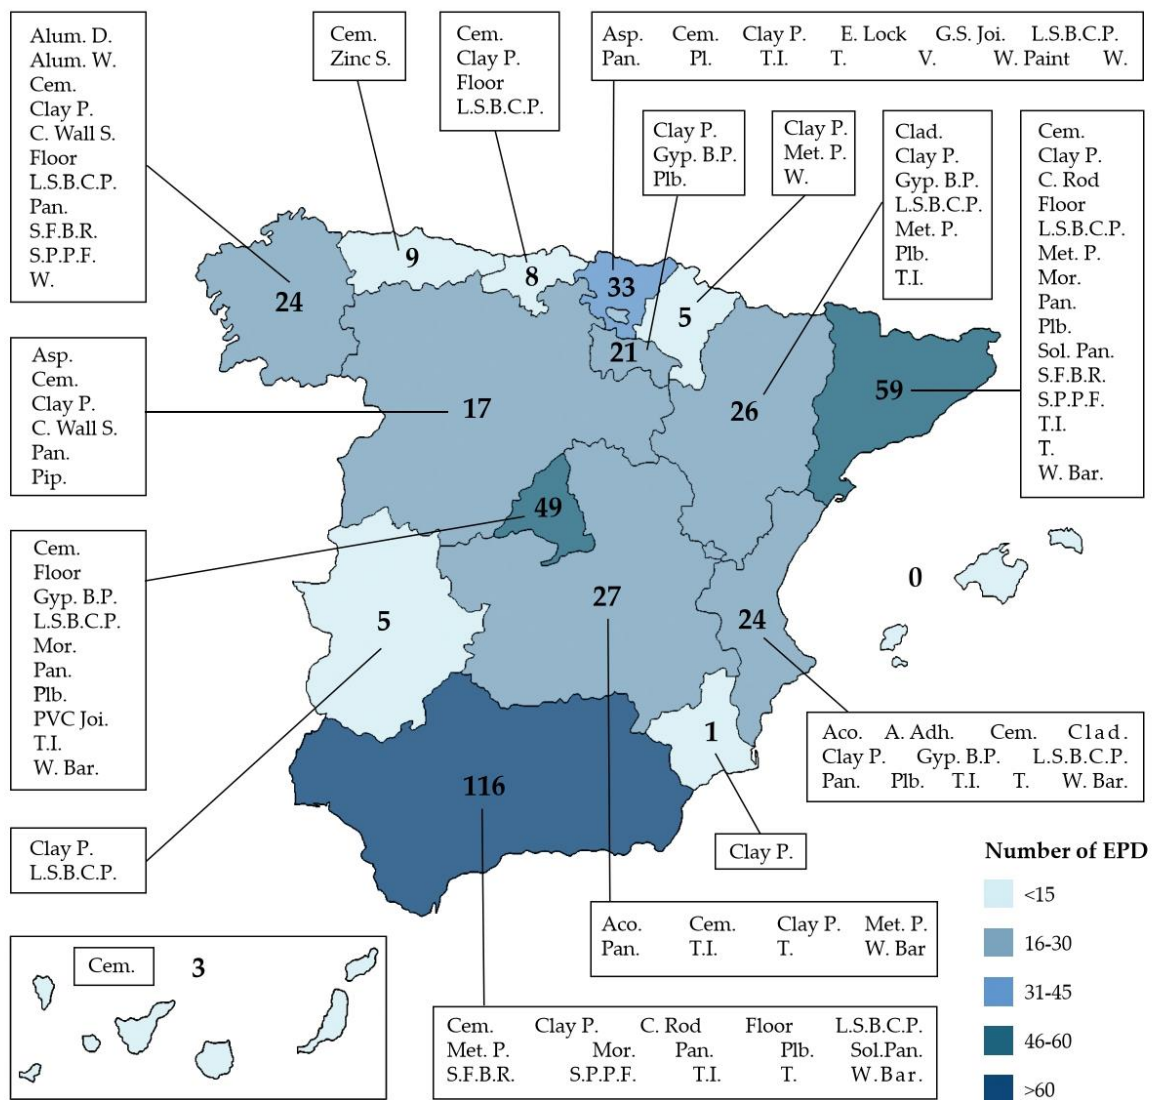 Alum. D.
Alum. W.
Cem.
Clay P.
C. Wall S.
Floor
L.S.B.C.P.
Pan.
S.F.B.R.
S.P.P.F.
W.
Cem.
Zinc S.
Cem.
Clay P.
Floor
L.S.B.C.P.
Asp. Cem. Clay P. E. Lock G.S. Joi. L.S.B.C.P.
Pan. Pl. T.I. T. V. W. Paint W.
Clay P.
Gyp. B.P.
Plb.
Clay P.
Met. P.
W.
Clad.
Clay P.
Gyp. B.P.
L.S.B.C.P.
Met. P.
Plb.
T.I.
Cem.
Clay P.
C. Rod
Floor
L.S.B.C.P.
Met. P.
Mor.
Pan.
Plb.
Sol. Pan.
S.F.B.R.
S.P.P.F.
T.I.
T.
W. Bar.
9
8
33
5
24
21
17
26
59
Asp.
Cem.
Clay P.
C. Wall S.
Pan.
Pip.
49
0
27
24
5
1
116
Cem.
Floor
Gyp. B.P.
L.S.B.C.P.
Mor.
Pan.
Plb.
PVC Joi.
T.I.
W. Bar.
Aco. A. Adh. Cem. Clad.
Clay P. Gyp. B.P. L.S.B.C.P.
Pan. Plb. T.I. T. W. Bar.
Clay P.
L.S.B.C.P.
Clay P.
Aco. Cem. Clay P. Met. P.
Pan. T.I. T. W. Bar
Cem. 3
Cem. Clay P. C. Rod Floor L.S.B.C.P.
Met. P. Mor. Pan. Plb. Sol.Pan.
S.F.B.R. S.P.P.F. T.I. T. W.Bar.
Number of EPD
<15
16-30
31-45
46-60
>60